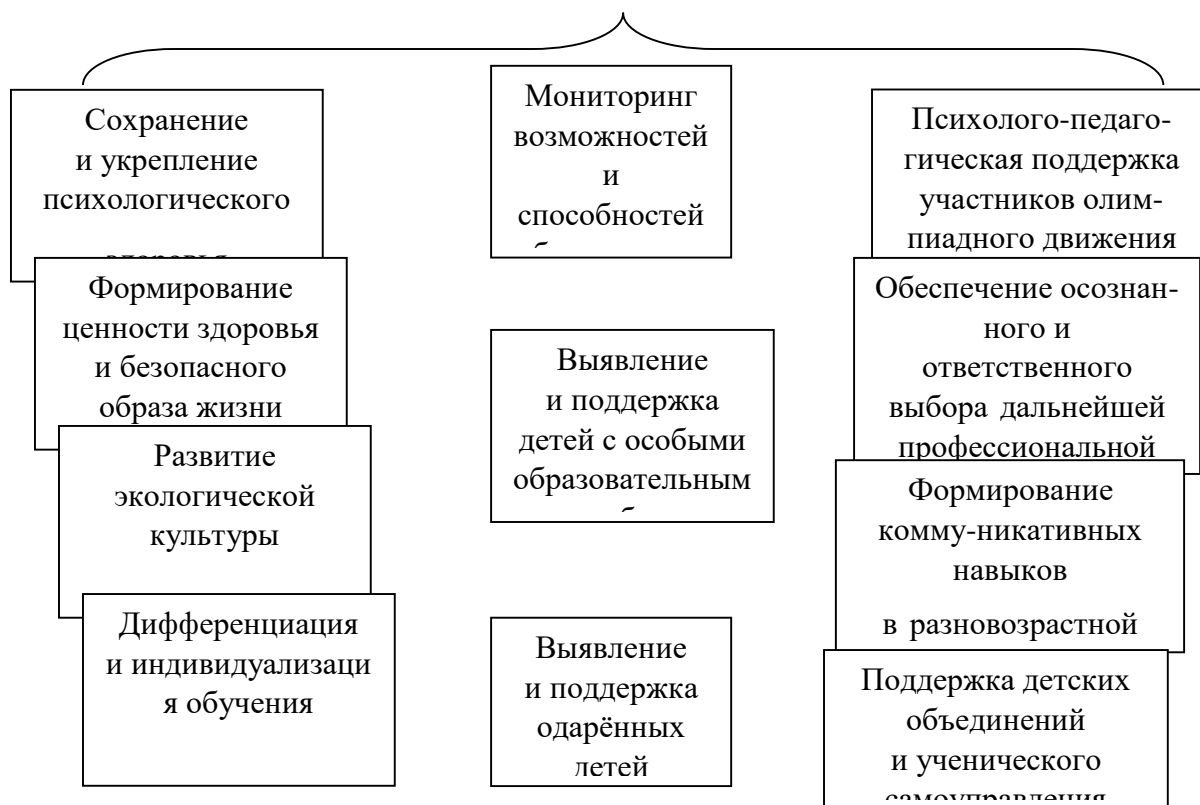 Сохранение
и укрепление
психологического
здоровья
Формирование
ценности здоровья
и безопасного
образа жизни
Развитие
экологической
культуры
Дифференциация
и индивидуализаци
я обучения
Мониторинг
возможностей
и
способностей
Выявление
и поддержка
детей с особыми
образовательным
Выявление
и поддержка
одарённых
детей
Психолого-педаго-
гическая поддержка
участников олим-
пиадного движения
Обеспечение осознан-
ного и
ответственного
выбора дальнейшей
профессиональной
Формирование
комму-никативных
навыков
в разновозрастной
Поддержка детских
объединений
и ученического
самоуправления